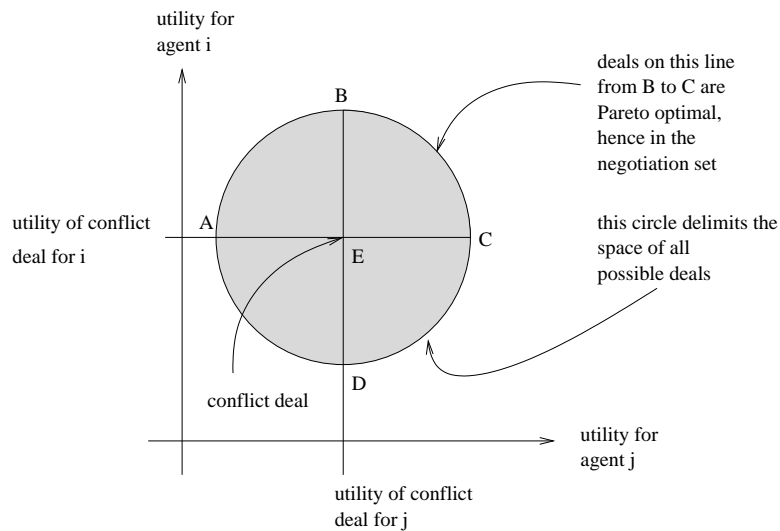 utility for
agent i
deals on this line
from B to C are
Pareto optimal,
hence in the
negotiation set
B
A
utility of conflict
deal for i
E
C
this circle delimits the
space of all
possible deals
D
conflict deal
utility for
agent j
utility of conflict
deal for j